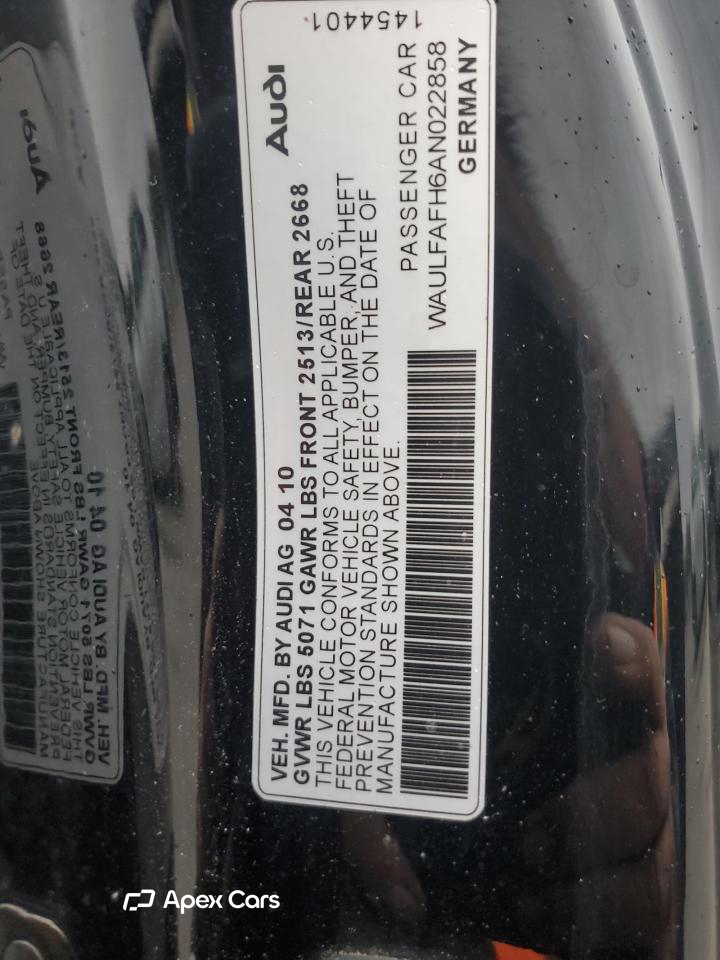 1454401
Audi
VEH. MFD. BY AUDI AG 04 10
GVWR LBS 5071 GAWR LBS FRONT 2513/REAR 2668
THIS VEHICLE CONFORMS TO ALL APPLICABLE U.S.
FEDERAL MOTOR VEHICLE SAFETY, BUMPER, AND THEFT
PREVENTION STANDARDS IN EFFECT ON THE DATE OF
MANUFACTURE SHOWN ABOVE.
PASSENGER CAR
WAULFAFH6AN022858
GERMANY
Apex Cars